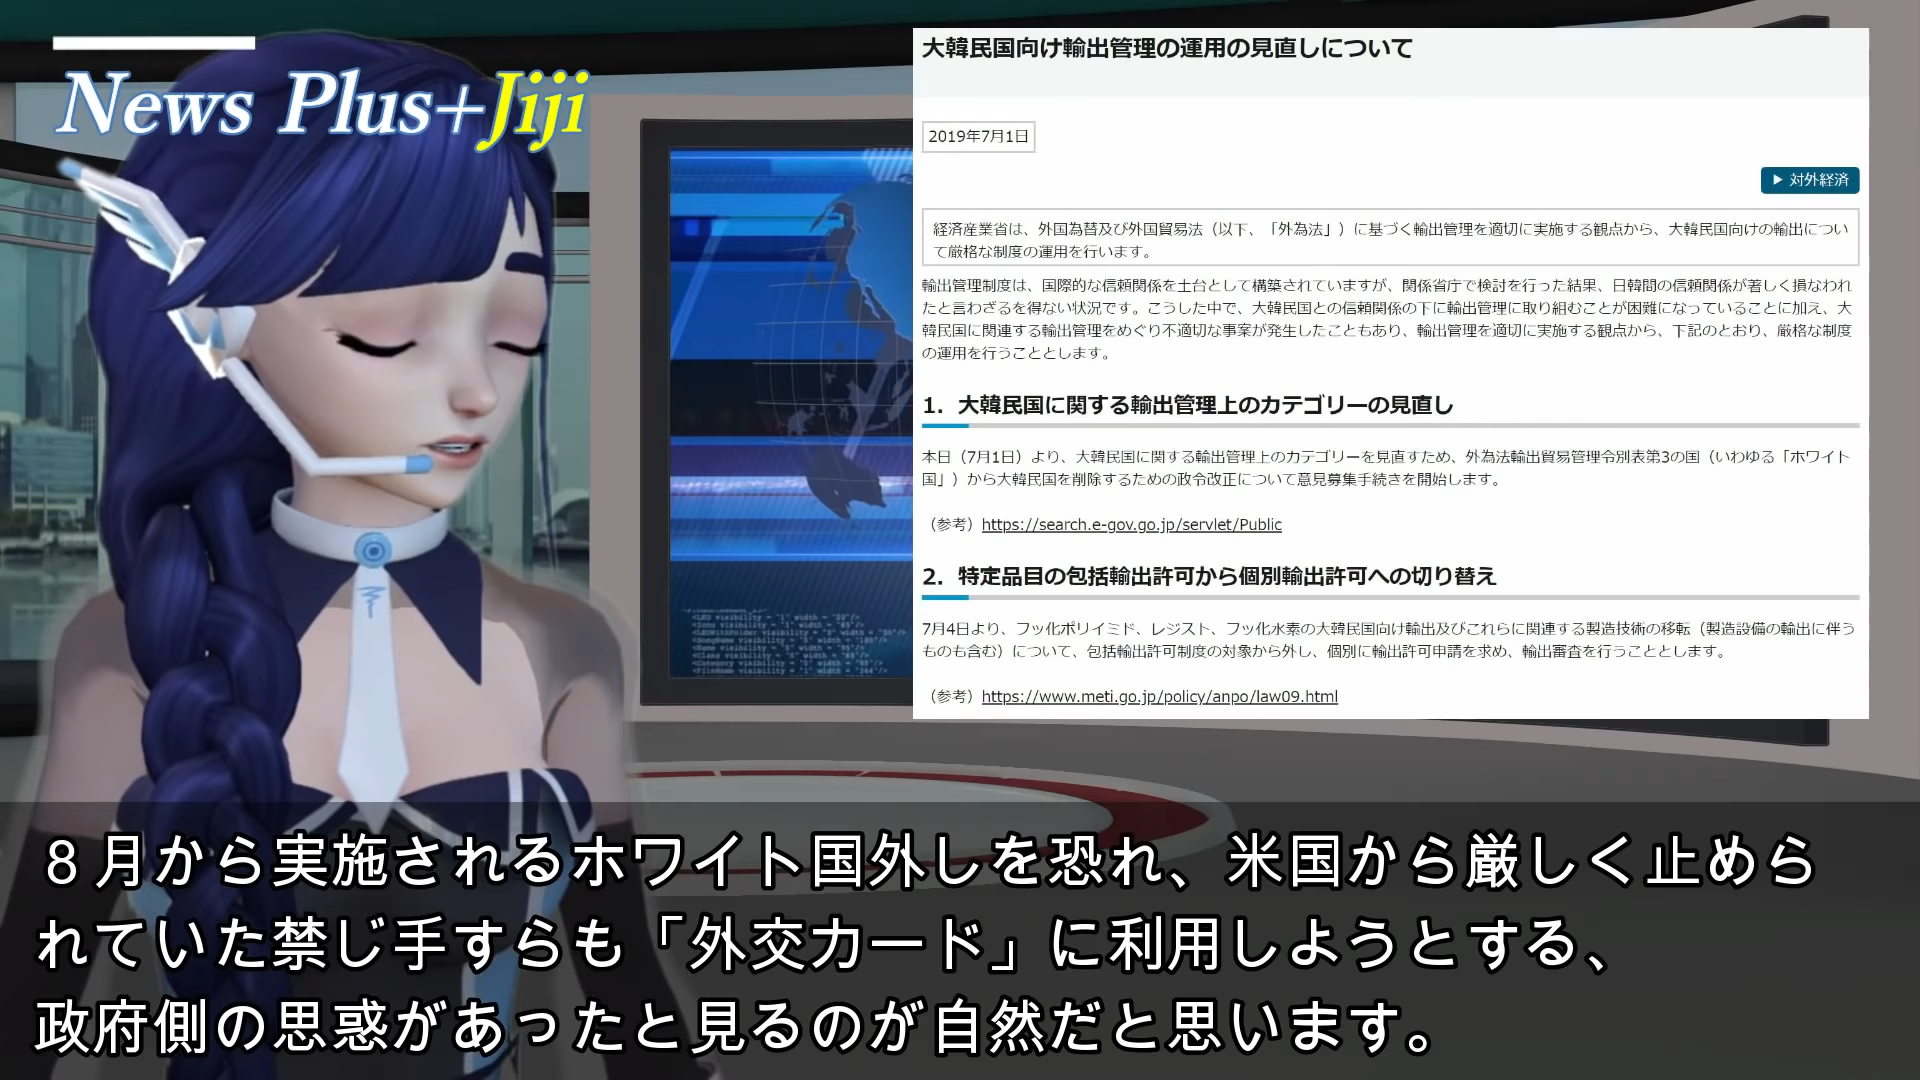 News Plus+Jiji
大韓民国向け輸出管理の運用の見直しについて
2019年7月1日
▶ 対外経済
経済産業省は、外国為替及び外国貿易法（以下、「外為法」）に基づく輸出管理を適切に実施する観点から、大韓民国向けの輸出につい
て厳格な制度の運用を行います。
輸出管理制度は、国際的な信頼関係を土台として構築されていますが、関係省庁で検討を行った結果、日韓間の信頼関係が著しく損なわれ
たと言わざるを得ない状況です。こうした中で、大韓民国との信頼関係の下に輸出管理に取り組むことが困難になっていることに加え、大
韓民国に関連する輸出管理をめぐり不適切な事案が発生したこともあり、輸出管理を適切に実施する観点から、下記のとおり、厳格な制度
の運用を行うこととします。
1．大韓民国に関する輸出管理上のカテゴリーの見直し
本日（7月1日）より、大韓民国に関する輸出管理上のカテゴリーを見直すため、外為法輸出貿易管理令別表第3の国（いわゆる「ホワイト
国」）から大韓民国を削除するための政令改正について意見募集手続きを開始します。
（参考）https://search.e-gov.go.jp/servlet/Public
2．特定品目の包括輸出許可から個別輸出許可への切り替え
7月4日より、フッ化ポリイミド、レジスト、フッ化水素の大韓民国向け輸出及びこれらに関連する製造技術の移転（製造設備の輸出に伴う
ものも含む）について、包括輸出許可制度の対象から外し、個別に輸出許可申請を求め、輸出審査を行うこととします。
（参考）https://www.meti.go.jp/policy/anpo/law09.html
８月から実施されるホワイト国外しを恐れ、米国から厳しく止めら
れていた禁じ手すらも「外交カード」に利用しようとする、
政府側の思惑があったと見るのが自然だと思います。